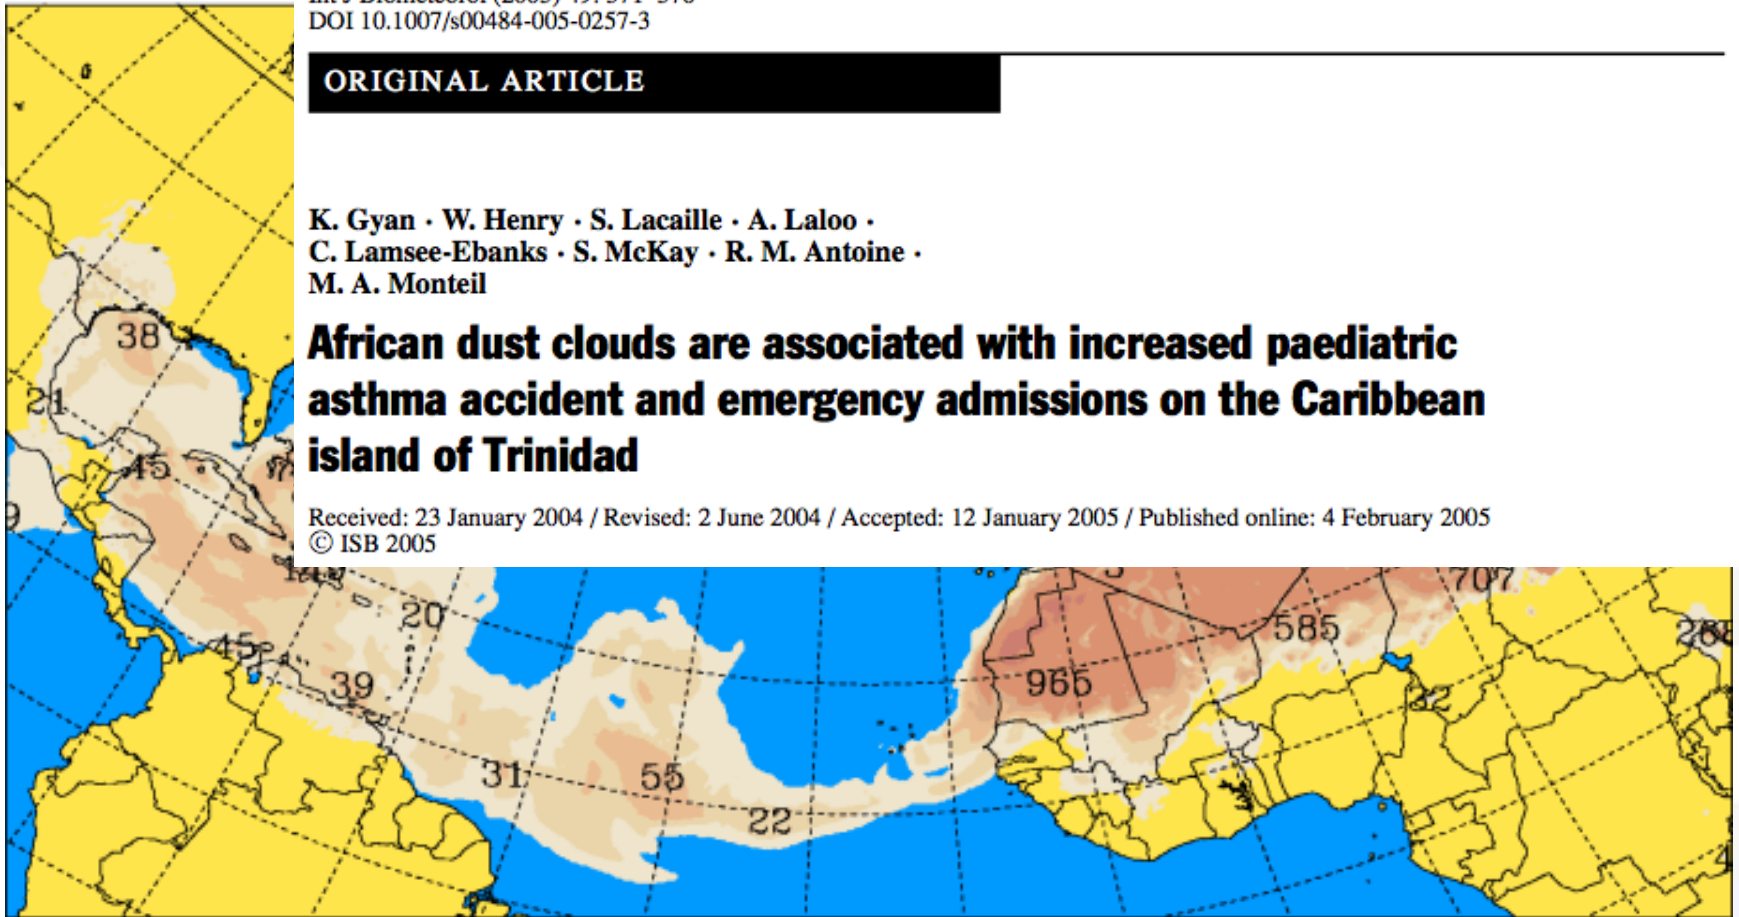 DOI 10.1007/s00484-005-0257-3
ORIGINAL ARTICLE
K. Gyan · W. Henry · S. Lacaille · A. Laloo ·
C. Lamsee-Ebanks · S. McKay · R. M. Antoine ·
M. A. Monteil
African dust clouds are associated with increased paediatric
asthma accident and emergency admissions on the Caribbean
island of Trinidad
Received: 23 January 2004 / Revised: 2 June 2004 / Accepted: 12 January 2005 / Published online: 4 February 2005
Ⓒ ISB 2005
38
21
45
9
20
707
585
45
39
965
31
55
22